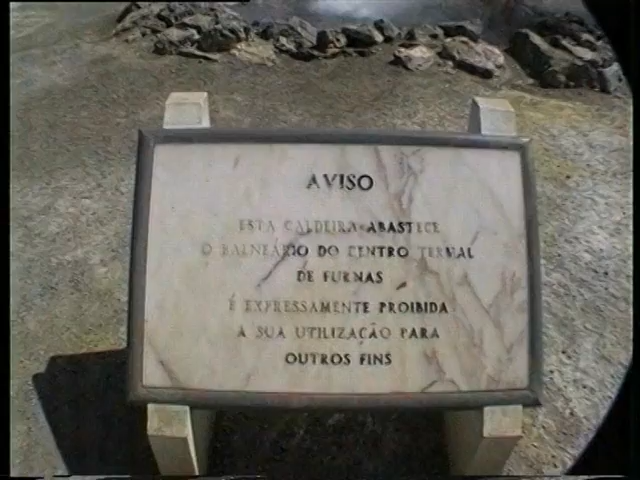 AVISO
ESTA CALDEIRA ABASTECE
O BALNEÁRIO DO CENTRO TERMAL
DE FURNAS
É EXPRESSAMENTE PROIBIDA
A SUA UTILIZAÇÃO PARA
OUTROS FINS